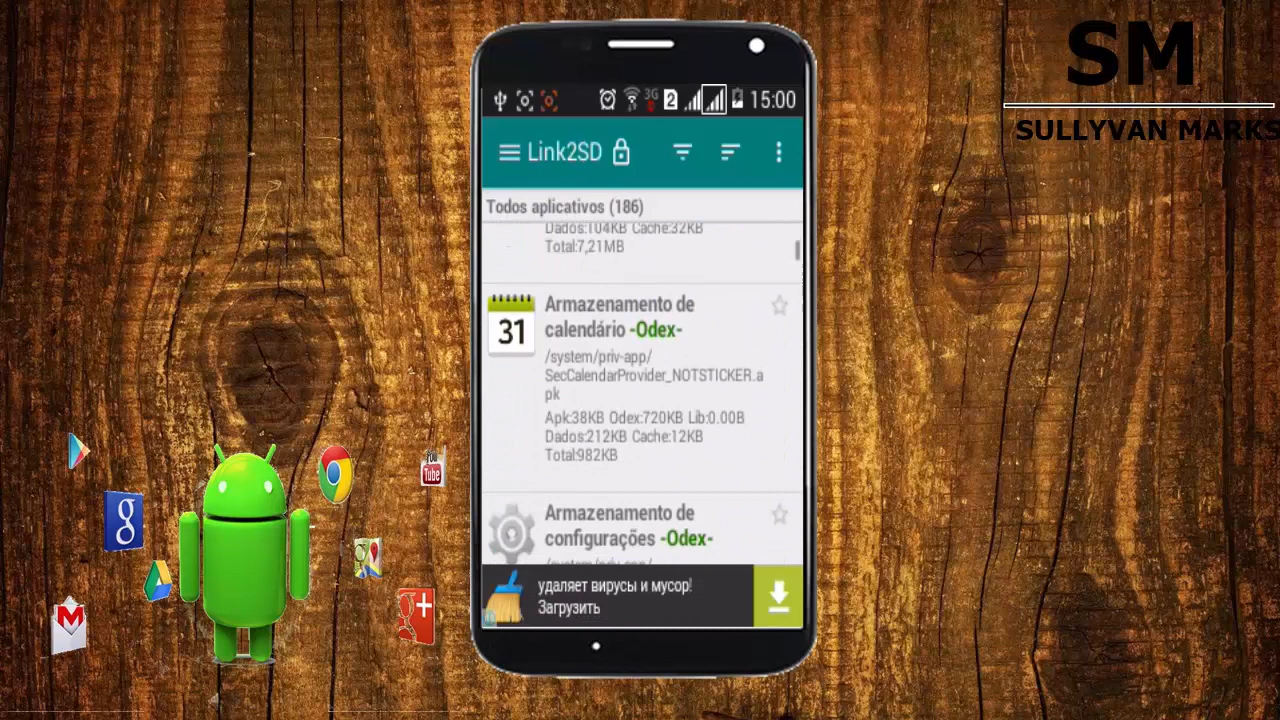 SM
SULLYVAN MARKS
3G
2
15:00
Link2SD
Todos aplicativos (186)
Dados:104KB Cache:32KB
Total:7,21MB
31
Armazenamento de
calendário -Odex-
/system/priv-app/
SecCalendarProvider_NOTSTICKER.a
pk
Apk:38KB Odex:720KB Lib:0.00B
Dados:212KB Cache:12KB
Total:982KB
Armazenamento de
configurações -Odex-
удаляет вирусы и мусор!
Загрузить
You
Tube
g